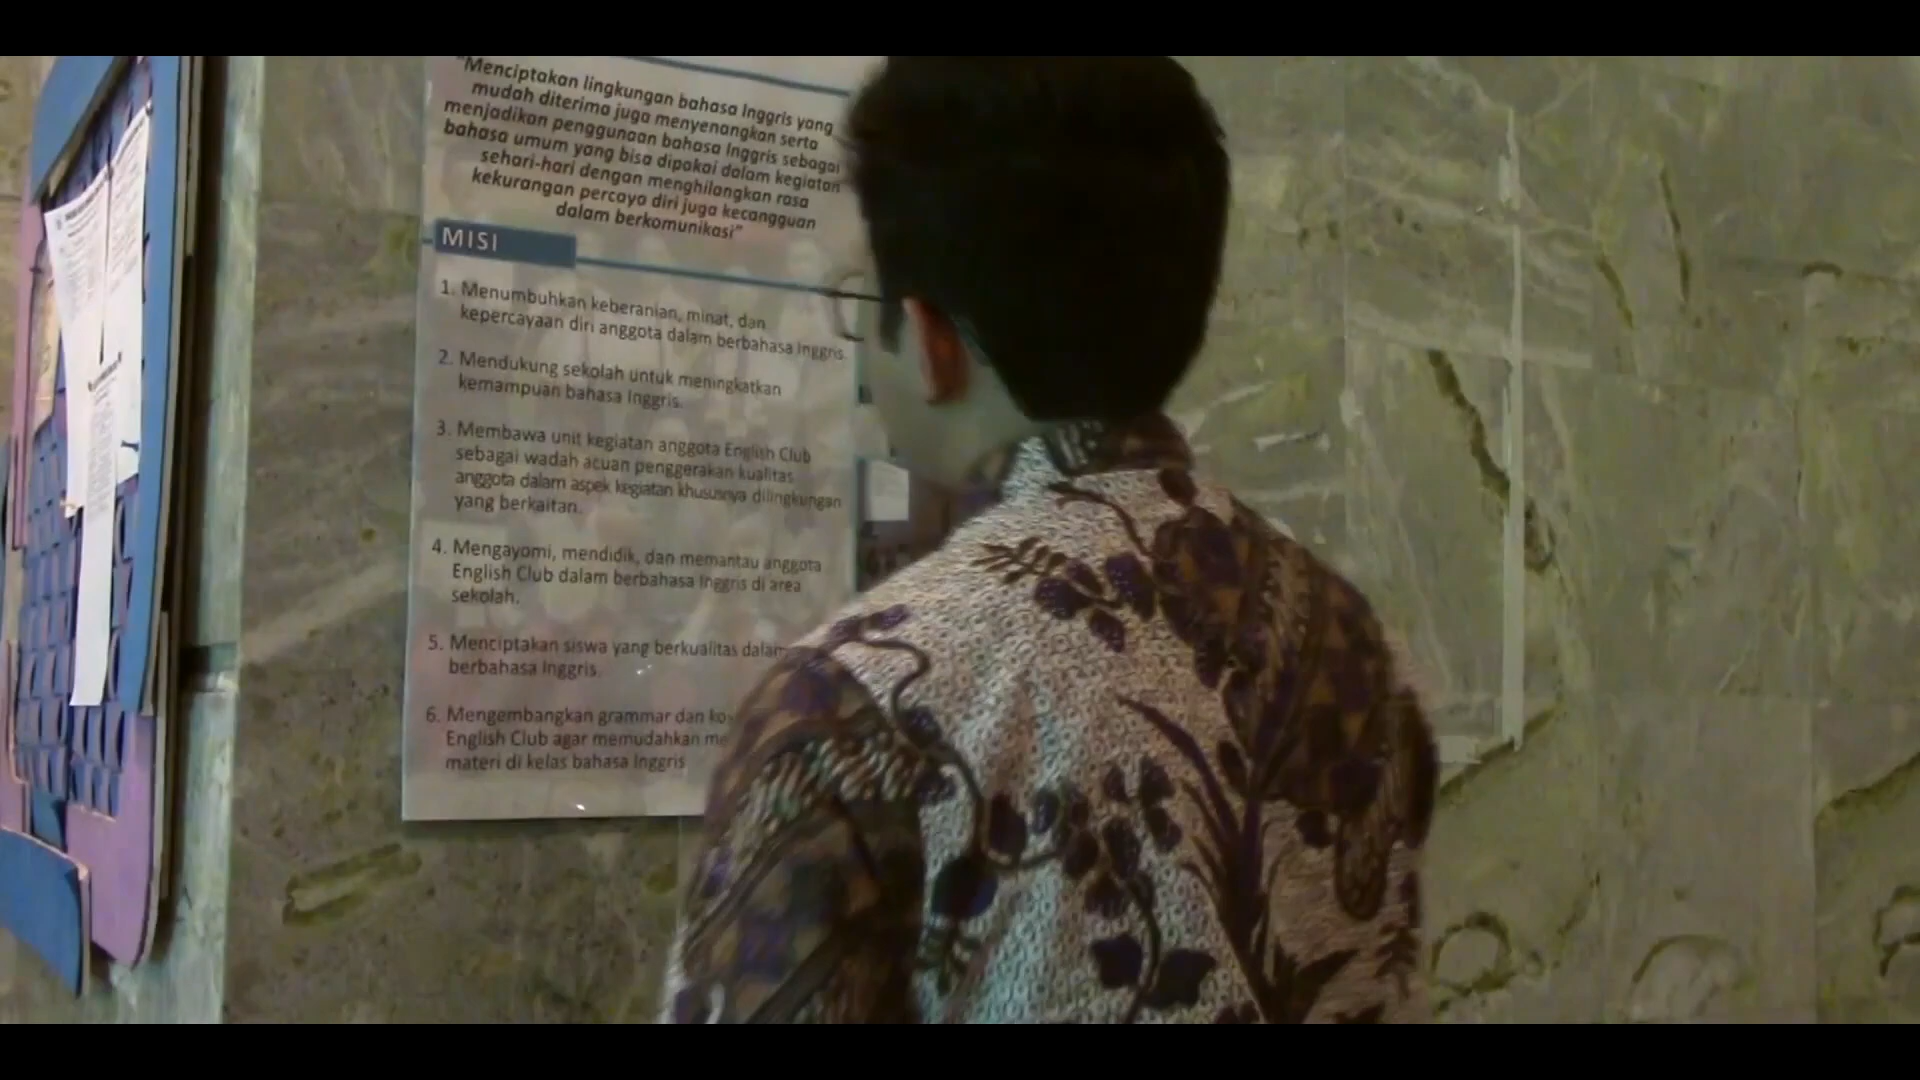 "Menciptakan lingkungan bahasa Inggris yang
mudah diterima juga menyenangkan serta
menjadikan penggunaan bahasa Inggris sebagai
bahasa umum yang bisa dipakai dalam kegiatan
sehari-hari dengan menghilangkan rasa
kekurangan percaya diri juga kecangguan
dalam berkomunikasi"
MISI
1. Menumbuhkan keberanian, minat, dan
kepercayaan diri anggota dalam berbahasa Inggris.
2. Mendukung sekolah untuk meningkatkan
kemampuan bahasa Inggris.
3. Membawa unit kegiatan anggota English Club
sebagai wadah acuan penggerakan kualitas
anggota dalam aspek kegiatan khususnya dilingkungan
yang berkaitan.
4. Mengayomi, mendidik, dan memantau anggota
English Club dalam berbahasa Inggris di area
sekolah.
5. Menciptakan siswa yang berkualitas dalam
berbahasa Inggris.
6. Mengembangkan grammar dan
English Club agar memudahkan
materi di kelas bahasa Inggris